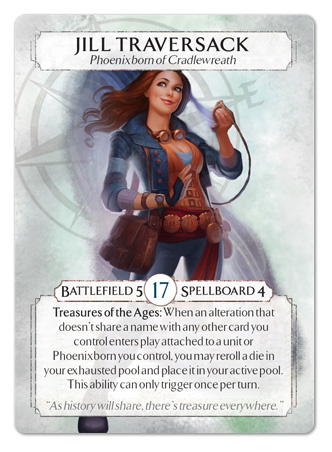 JILL TRAVERSACK
Phoenixborn of Cradlewreath
BATTLEFIELD 5 17 SPELLBOARD 4
Treasures of the Ages: When an alteration that
doesn't share a name with any other card you
control enters play attached to a unit or
Phoenixborn you control, you may reroll a die in
your exhausted pool and place it in your active pool.
This ability can only trigger once per turn.
"As history will share, there's treasure everywhere."